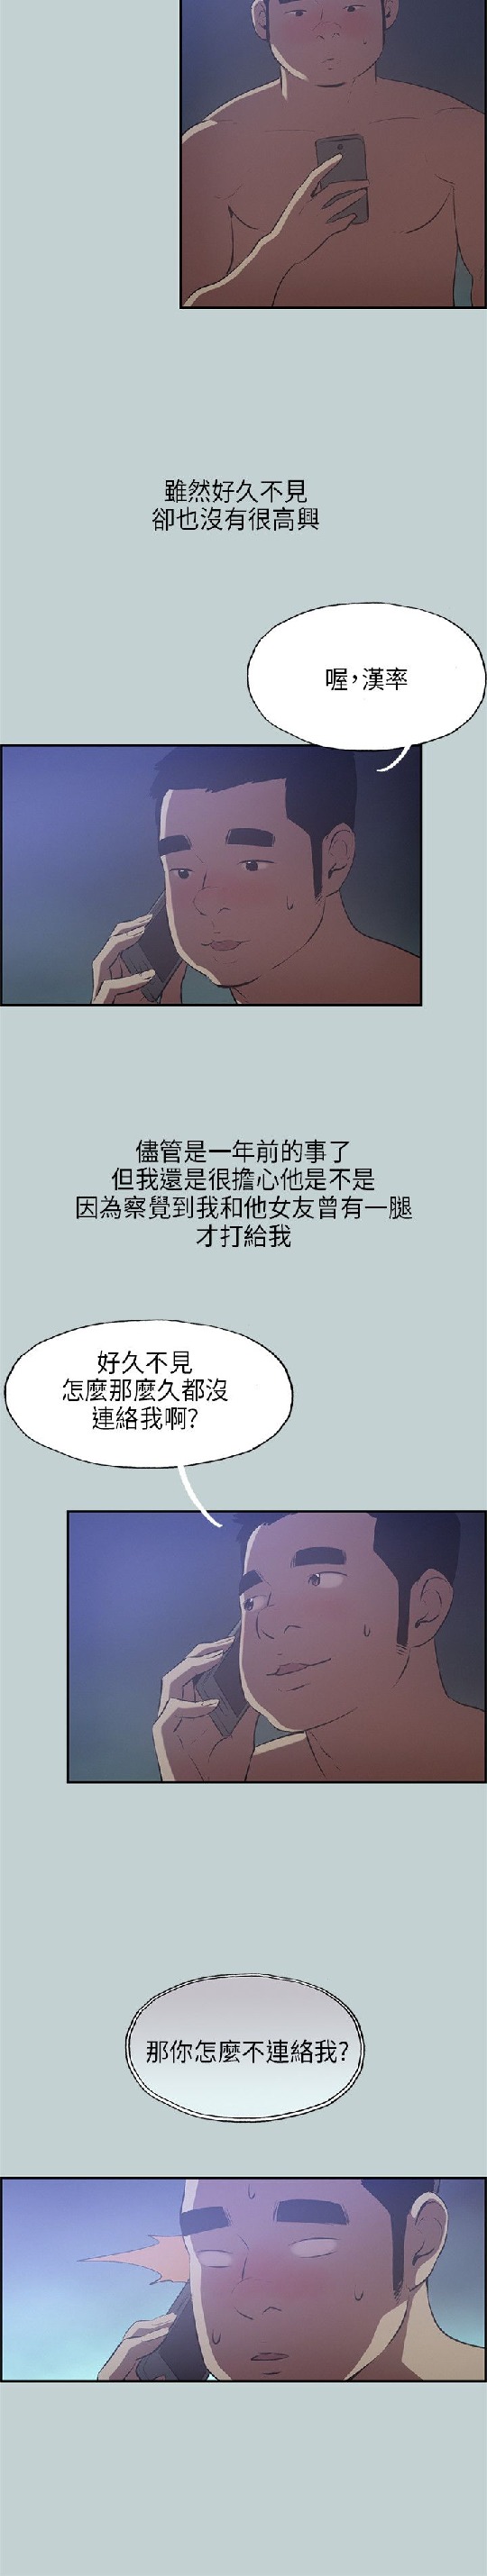 雖然好久不見
卻也沒有很高興
喔,漢率
儘管是一年前的事了
但我還是很擔心他是不是
因為察覺到我和他女友曾有一腿
才打給我
好久不見
怎麼那麼久都沒
連絡我啊?
那你怎麼不連絡我?